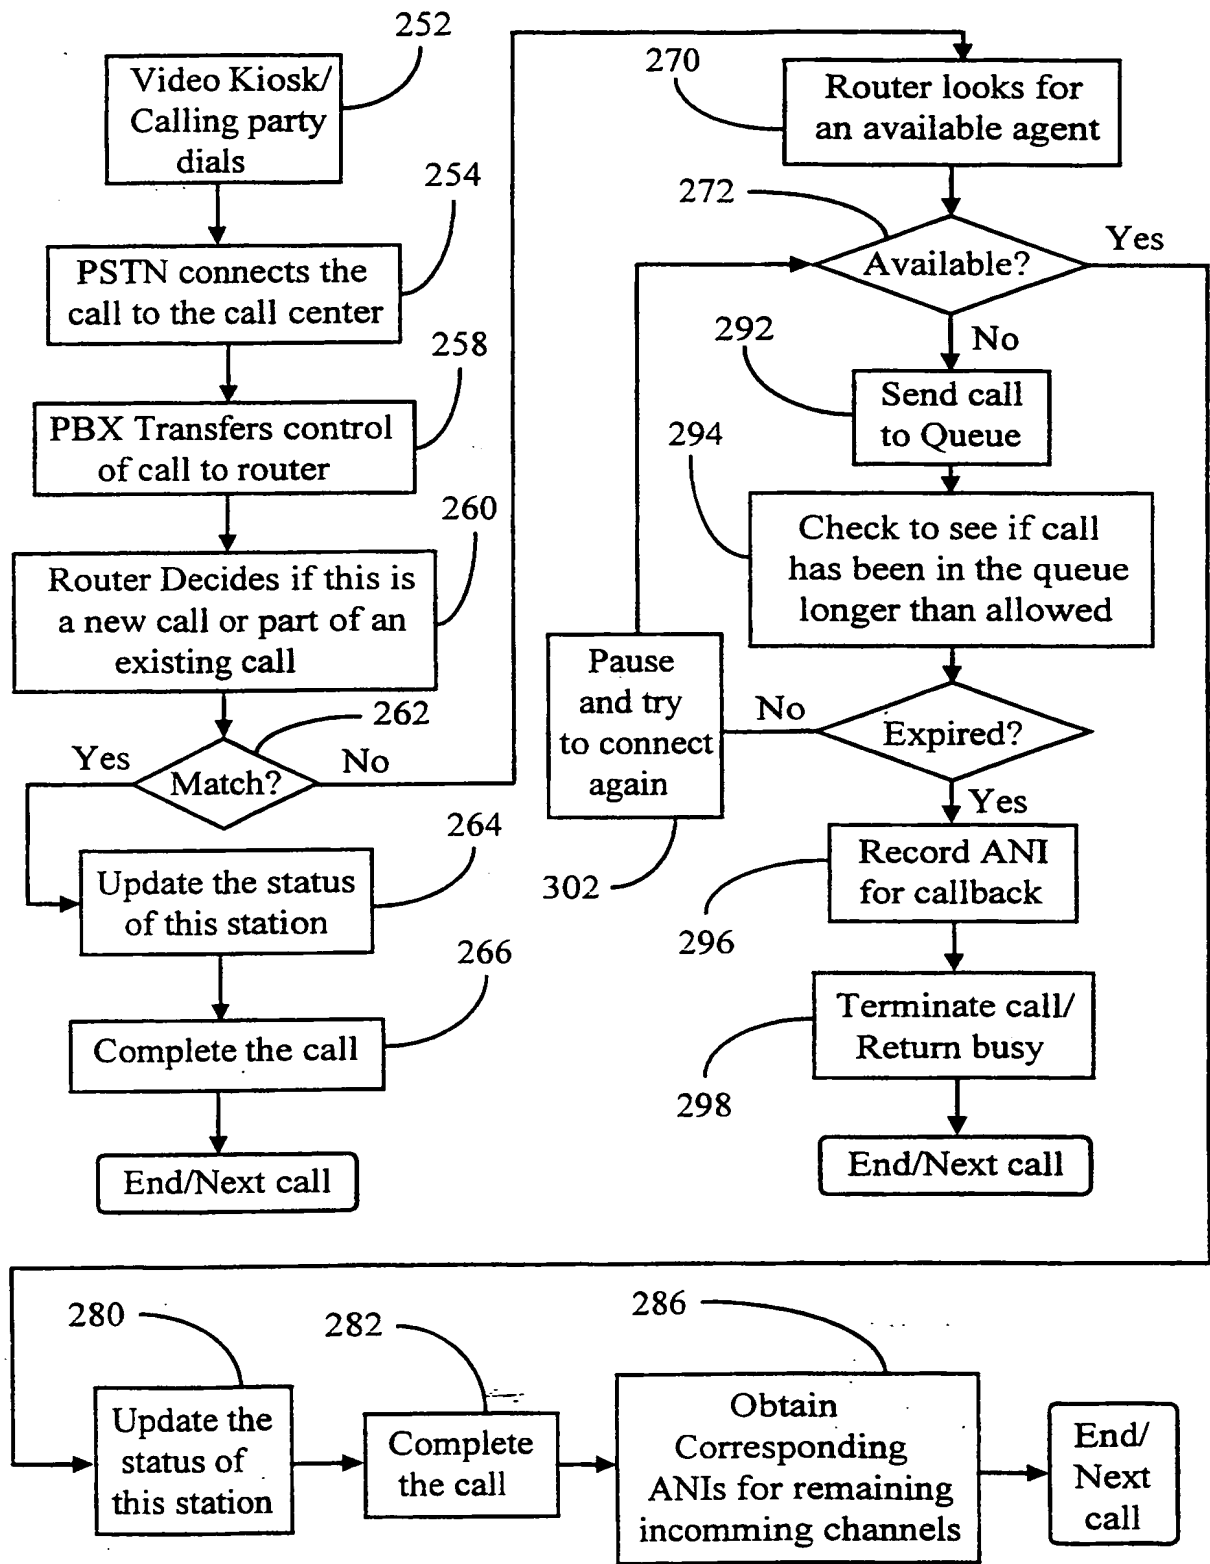 252
Video Kiosk/
Calling party
dials
254
PSTN connects the
call to the call center
258
PBX Transfers control
of call to router
260
Router Decides if this is
a new call or part of an
existing call
262
Yes
Match?
No
264
Update the status
of this station
266
Complete the call
End/Next call
270
Router looks for
an available agent
272
Available?
Yes
No
292
Send call
to Queue
294
Check to see if call
has been in the queue
longer than allowed
Pause
and try
to connect
again
302
No
Expired?
Yes
Record ANI
for callback
296
Terminate call/
Return busy
298
End/Next call
280
Update the
status of
this station
282
Complete
the call
286
Obtain
Corresponding
ANIs for remaining
incomming channels
End/
Next
call